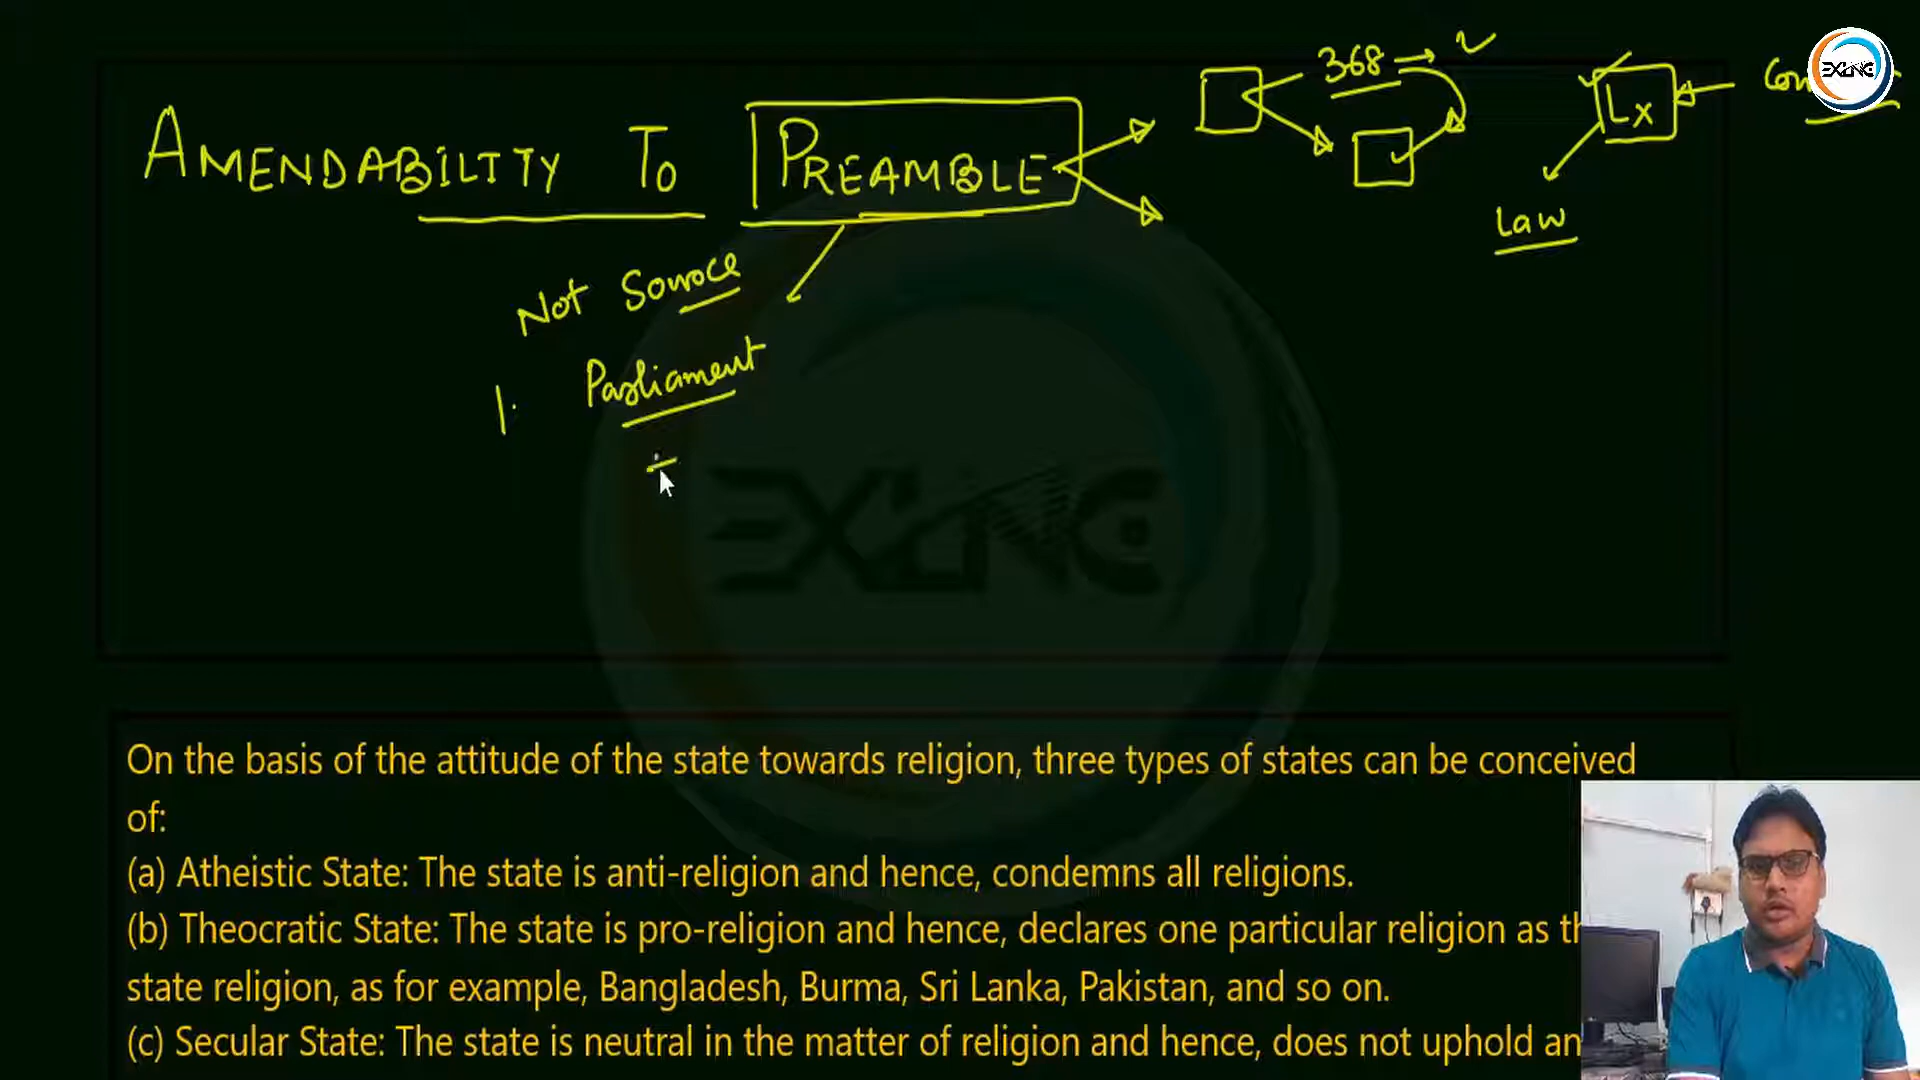 368 → 2
Lx
EXLNC
AMENDABILITY TO PREAMBLE
Law
Not Source
1. Parliament
EXLNC
On the basis of the attitude of the state towards religion, three types of states can be conceived
of:
(a) Atheistic State: The state is anti-religion and hence, condemns all religions.
(b) Theocratic State: The state is pro-religion and hence, declares one particular religion as
state religion, as for example, Bangladesh, Burma, Sri Lanka, Pakistan, and so on.
(c) Secular State: The state is neutral in the matter of religion and hence, does not uphold